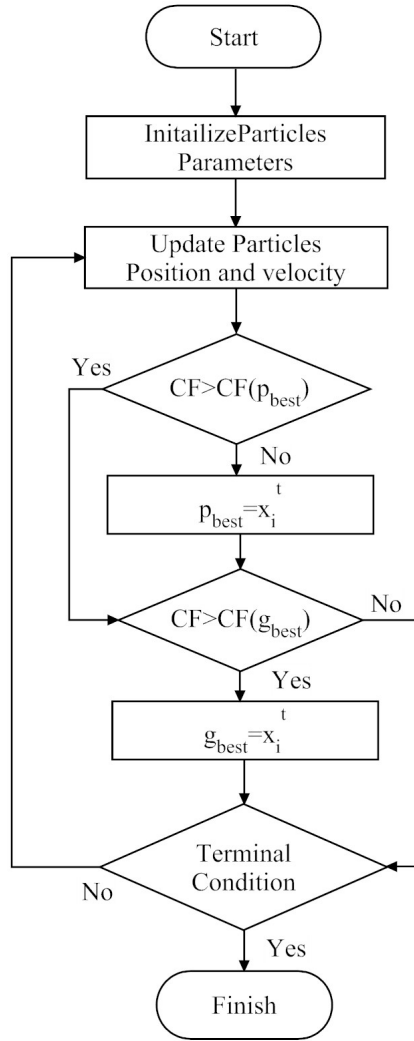 Start
InitailizeParticles
Parameters
Update Particles
Position and velocity
Yes
CF>CF(p_best)
No
p_best=x_i^t
CF>CF(g_best)
No
Yes
g_best=x_i^t
Terminal
Condition
No
Yes
Finish